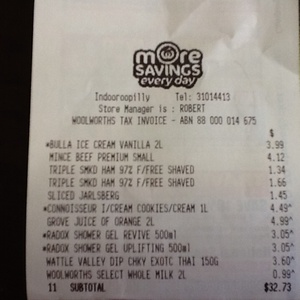 more
SAVINGS
every day
Indooroopilly Tel: 31014413
Store Manager is : ROBERT
WOOLWORTHS TAX INVOICE - ABN 88 000 014 675
$
*BULLA ICE CREAM VANILLA 2L 3.99
MINCE BEEF PREMIUM SMALL 4.12
TRIPLE SMKD HAM 97% F/FREE SHAVED 1.34
TRIPLE SMKD HAM 97% F/FREE SHAVED 1.66
SLICED JARLSBERG 1.45
*CONNOISSEUR I/CREAM COOKIES/CREAM 1L 4.49^
GROVE JUICE OF ORANGE 2L 4.99^
*RADOX SHOWER GEL REVIVE 500ml 3.05^
*RADOX SHOWER GEL UPLIFTING 500ml 3.05^
WATTLE VALLEY DIP CHKY EXOTC THAI 150G 3.60^
WOOLWORTHS SELECT WHOLE MILK 2L 0.99^
11 SUBTOTAL $32.73